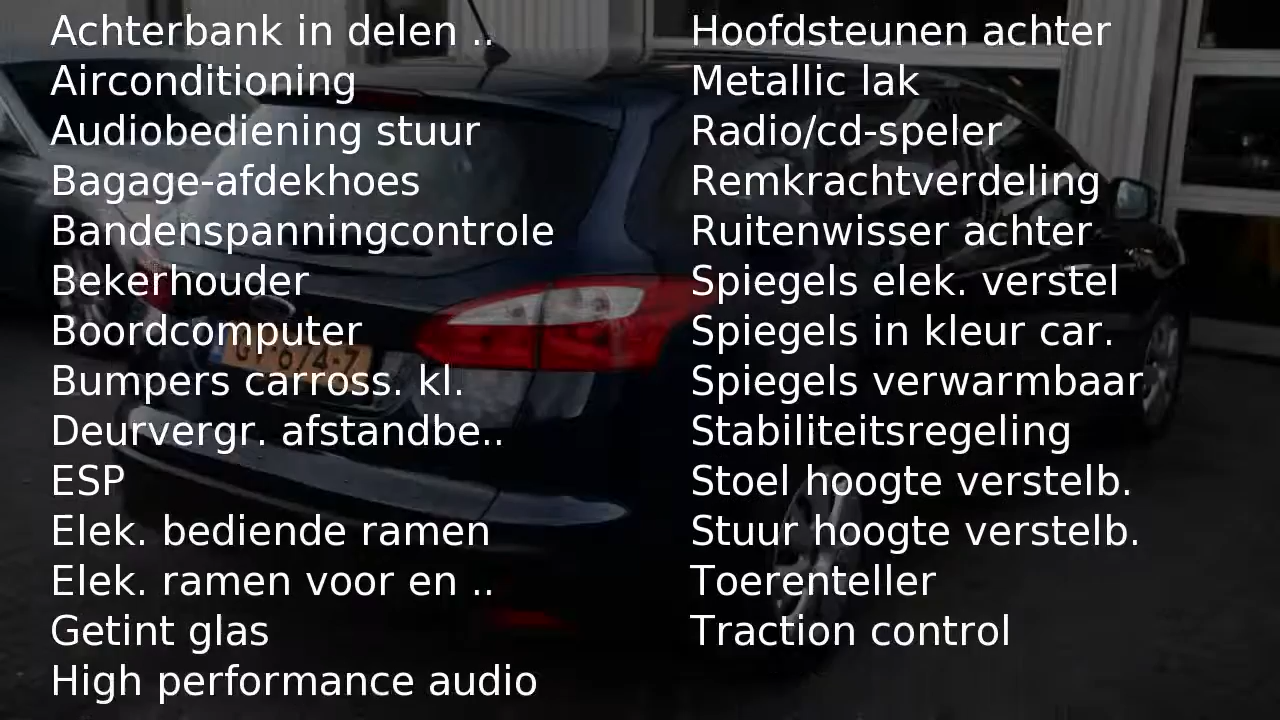 Achterbank in delen ..
Airconditioning
Audiobediening stuur
Bagage-afdekhoes
Bandenspanningcontrole
Bekerhouder
Boordcomputer
Bumpers carross. kl.
Deurvergr. afstandbe..
ESP
Elek. bediende ramen
Elek. ramen voor en ..
Getint glas
High performance audio
Hoofdsteunen achter
Metallic lak
Radio/cd-speler
Remkrachtverdeling
Ruitenwisser achter
Spiegels elek. verstel
Spiegels in kleur car.
Spiegels verwarmbaar
Stabiliteitsregeling
Stoel hoogte verstelb.
Stuur hoogte verstelb.
Toerenteller
Traction control